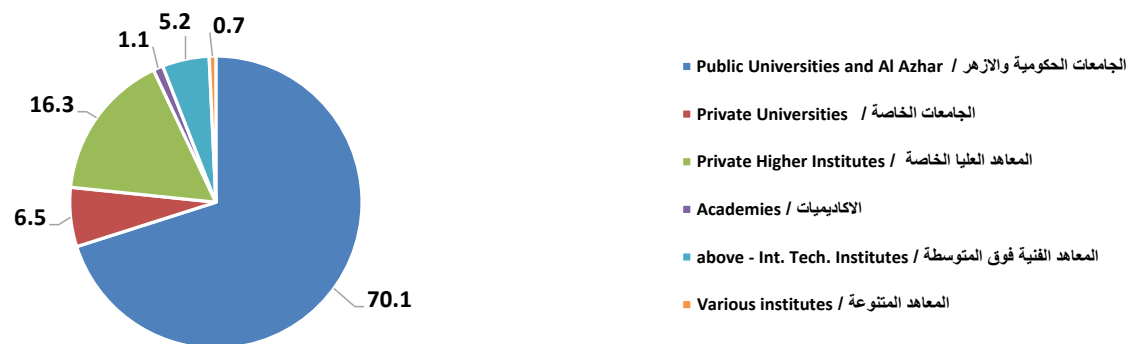 5.2
0.7
1.1
16.3
6.5
70.1
Public Universities and Al Azhar / الجامعات الحكومية والازهر
Private Universities / الجامعات الخاصة
Private Higher Institutes / المعاهد العليا الخاصة
Academies / الاكاديميات
above - Int. Tech. Institutes / المعاهد الفنية فوق المتوسطة
Various institutes / المعاهد المتنوعة